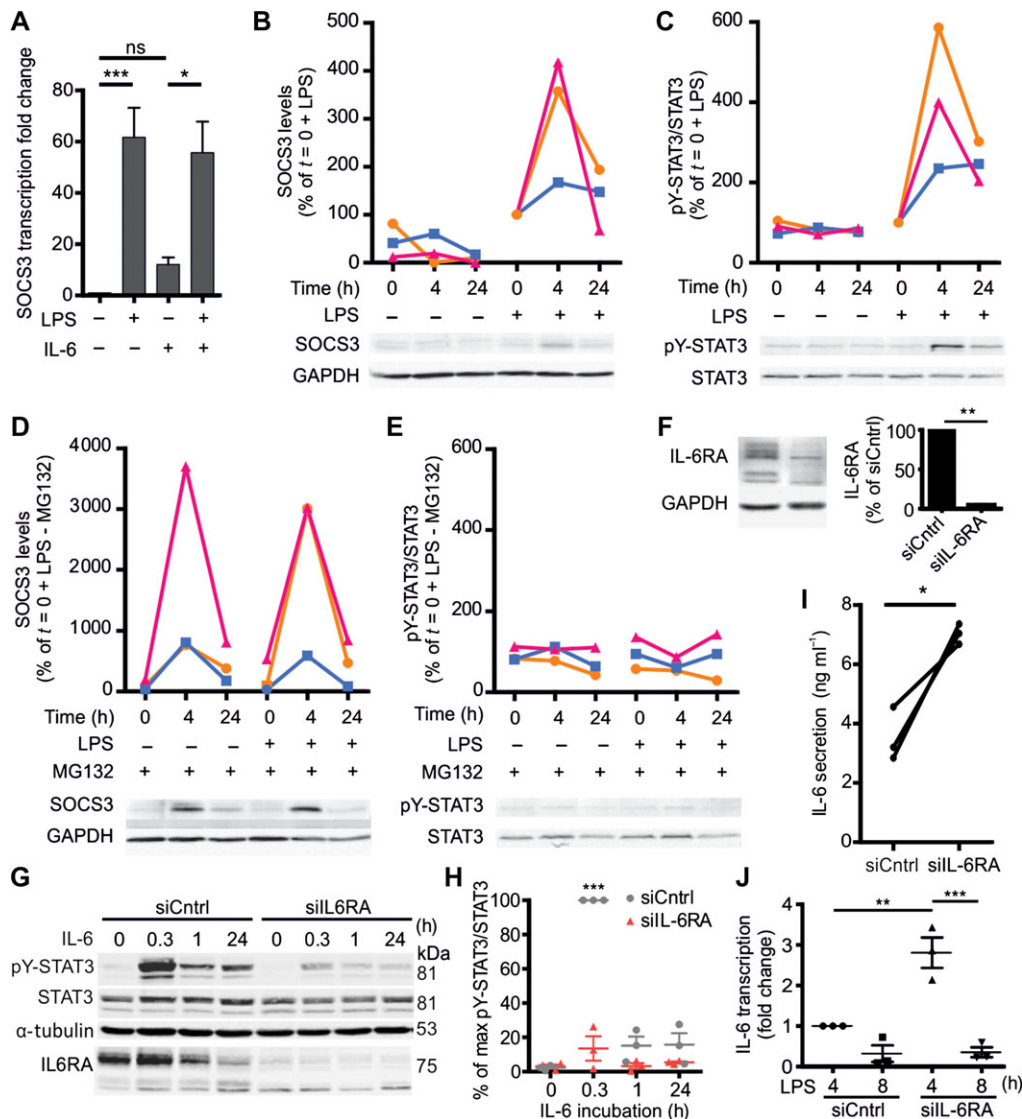 A
SOCS3 transcription fold change
80
60
40
20
0
ns
***
*
LPS – + – +
IL-6 – – + +
B
SOCS3 levels
(% of t = 0 + LPS)
500
400
300
200
100
0
Time (h) 0 4 24 0 4 24
LPS – – – + + +
SOCS3
GAPDH
C
pY-STAT3/STAT3
(% of t = 0 + LPS)
600
400
200
0
Time (h) 0 4 24 0 4 24
LPS – – – + + +
pY-STAT3
STAT3
D
SOCS3 levels
(% of t = 0 + LPS - MG132)
4000
3000
2000
1000
0
Time (h) 0 4 24 0 4 24
LPS – – – + + +
MG132 + + + + + +
SOCS3
GAPDH
E
pY-STAT3/STAT3
(% of t = 0 + LPS - MG132)
600
400
200
0
Time (h) 0 4 24 0 4 24
LPS – – – + + +
MG132 + + + + + +
pY-STAT3
STAT3
F
IL-6RA
GAPDH
IL-6RA
(% of siCntrl)
100
50
0
**
siCntrl
siIL-6RA
I
IL-6 secretion (ng ml⁻¹)
8
6
4
2
0
*
siCntrl siIL-6RA
G
siCntrl siIL6RA
IL-6 0 0.3 1 24 0 0.3 1 24 (h)
kDa
pY-STAT3 81
STAT3 81
α-tubulin 53
IL6RA 75
H
% of max pY-STAT3/STAT3
100
80
60
40
20
0
***
siCntrl
siIL-6RA
0 0.3 1 24
IL-6 incubation (h)
J
IL-6 transcription
(fold change)
4
3
2
1
0
** ***
LPS 4 8 4 8 (h)
siCntrl siIL-6RA